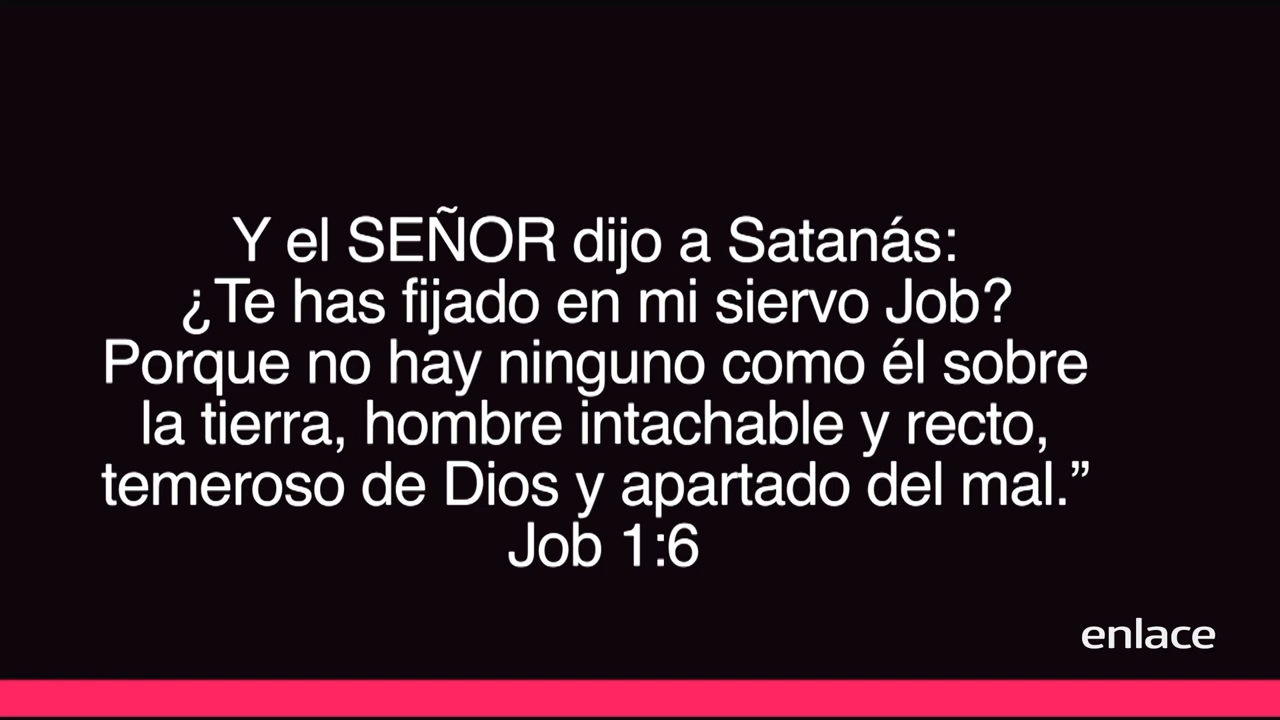 Y el SEÑOR dijo a Satanás:
¿Te has fijado en mi siervo Job?
Porque no hay ninguno como él sobre
la tierra, hombre intachable y recto,
temeroso de Dios y apartado del mal.”
Job 1:6
enlace